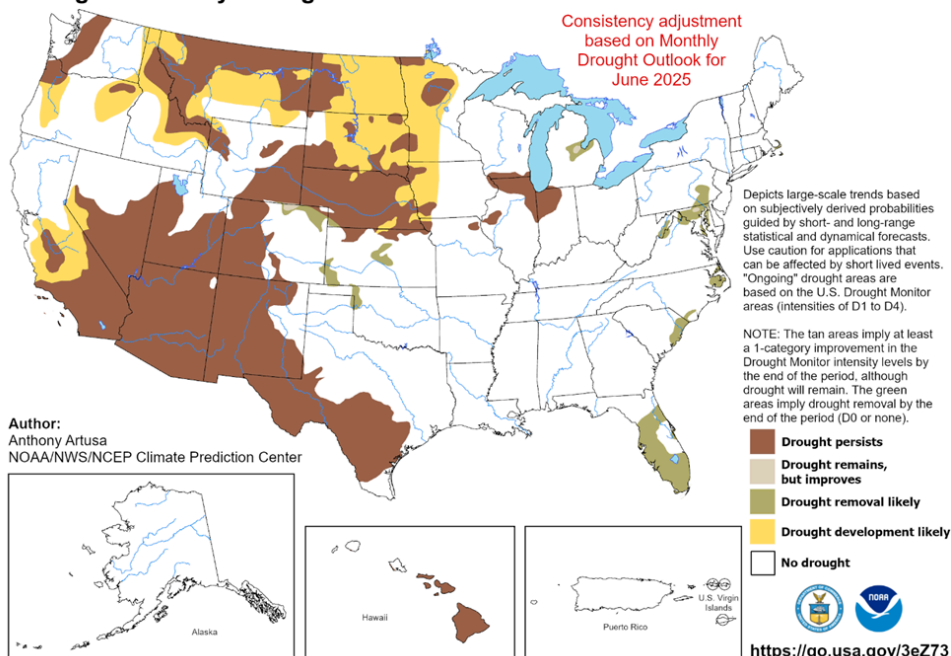 Consistency adjustment
based on Monthly
Drought Outlook for
June 2025
Depicts large-scale trends based
on subjectively derived probabilities
guided by short- and long-range
statistical and dynamical forecasts.
Use caution for applications that
can be affected by short lived events.
"Ongoing" drought areas are
based on the U.S. Drought Monitor
areas (intensities of D1 to D4).
NOTE: The tan areas imply at least
a 1-category improvement in the
Drought Monitor intensity levels by
the end of the period, although
drought will remain. The green
areas imply drought removal by the
end of the period (D0 or none).
Author:
Anthony Artusa
NOAA/NWS/NCEP Climate Prediction Center
Drought persists
Drought remains,
but improves
Drought removal likely
Drought development likely
No drought
Alaska
Hawaii
Puerto Rico
U.S. Virgin
Islands
NOAA
https://go.usa.gov/3eZ73